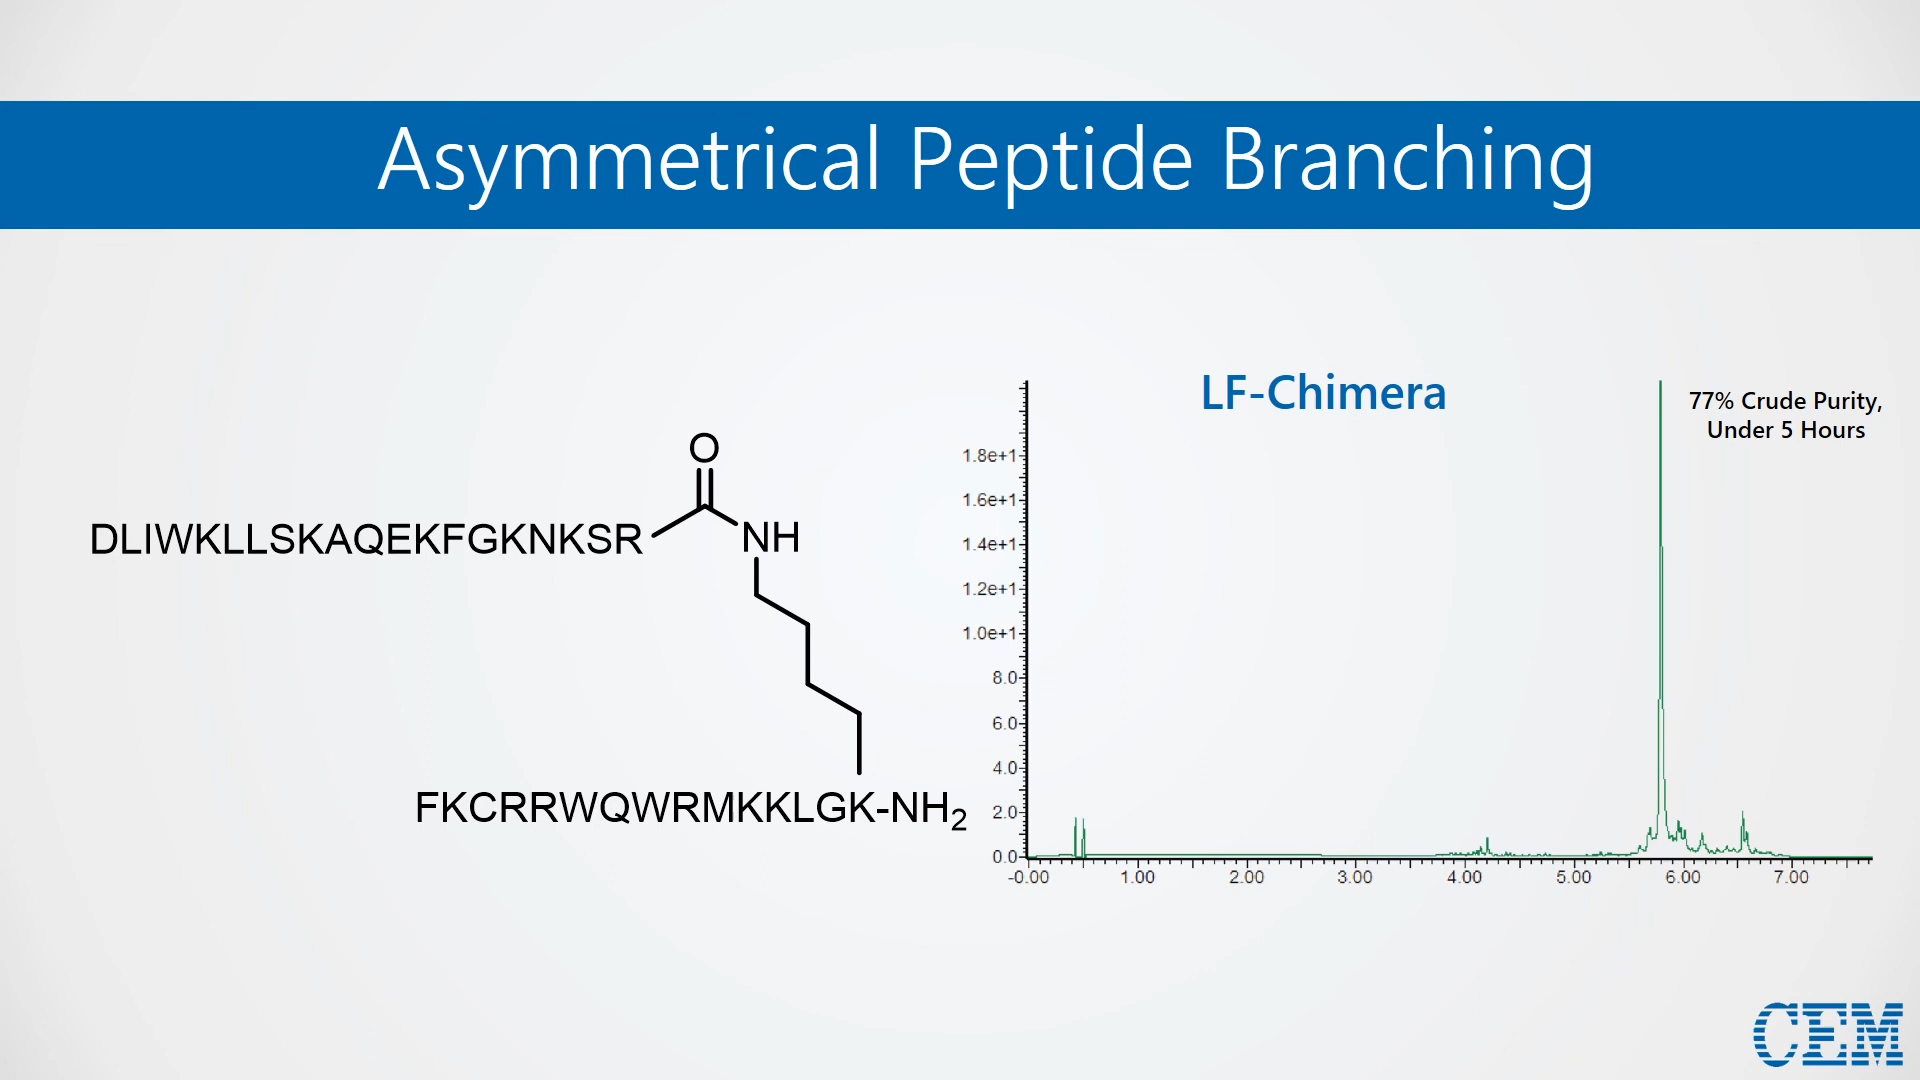 Asymmetrical Peptide Branching
LF-Chimera
77% Crude Purity,
Under 5 Hours
O
DLIWKLLSKAQEKFGKNKSR
NH
FKCRRWQWRMKKLGK-NH₂
1.8e+1
1.6e+1
1.4e+1
1.2e+1
1.0e+1
8.0
6.0
4.0
2.0
0.0
-0.00 1.00 2.00 3.00 4.00 5.00 6.00 7.00
CEM